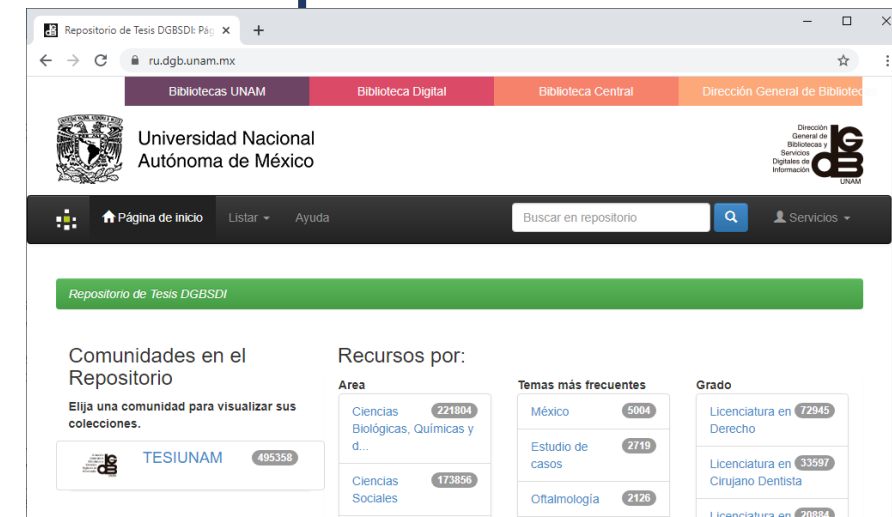 Repositorio de Tesis DGBSDI: Pág
ru.dgb.unam.mx
Bibliotecas UNAM
Biblioteca Digital
Biblioteca Central
Dirección General de Bibliotec
Universidad Nacional
Autónoma de México
Dirección
General de
Bibliotecas y
Servicios
Digitales de
Información
UNAM
Página de inicio
Listar
Ayuda
Buscar en repositorio
Servicios
Repositorio de Tesis DGBSDI
Comunidades en el
Repositorio
Elija una comunidad para visualizar sus
colecciones.
TESIUNAM 495358
Recursos por:
Area
Ciencias 221804
Biológicas, Químicas y
d...
Ciencias 173856
Sociales
Temas más frecuentes
México 5004
Estudio de 2719
casos
Oftalmología 2126
Grado
Licenciatura en 72945
Derecho
Licenciatura en 33597
Cirujano Dentista
Licenciatura en 20884